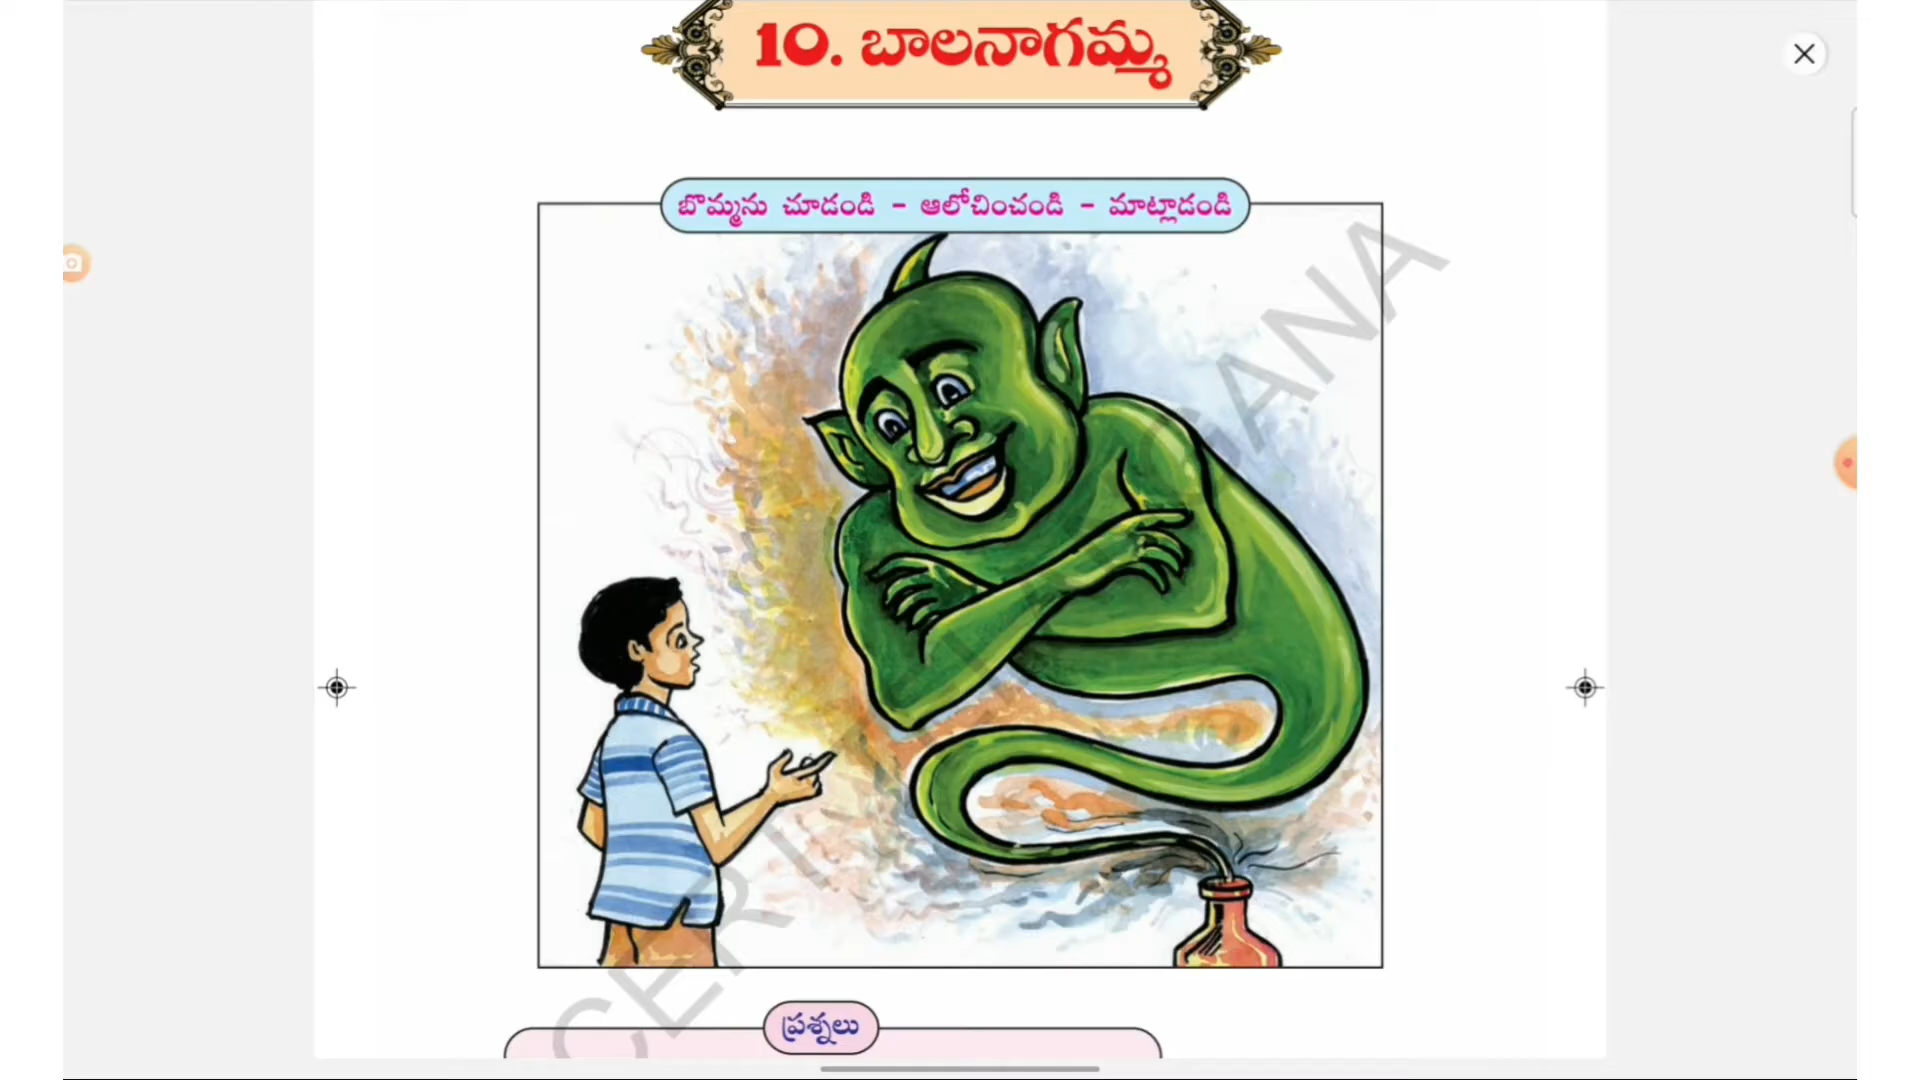 10. బాలనాగమ్మ
బొమ్మను చూడండి - ఆలోచించండి - మాట్లాడండి
ప్రశ్నలు